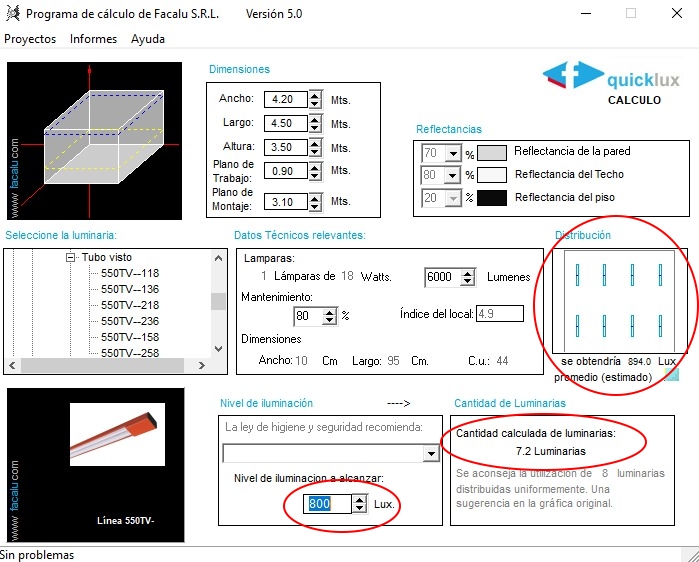 Programa de cálculo de Facalu S.R.L. Versión 5.0
Proyectos Informes Ayuda
www facalu com
Dimensiones
Ancho: 4.20 Mts.
Largo: 4.50 Mts.
Altura: 3.50 Mts.
Plano de
Trabajo: 0.90 Mts.
Plano de
Montaje: 3.10 Mts.
quicklux
CALCULO
Reflectancias
70 % Reflectancia de la pared
80 % Reflectancia del Techo
20 % Reflectancia del piso
Seleccione la luminaria:
Tubo visto
550TV--118
550TV--136
550TV--218
550TV--236
550TV--158
550TV--258
Datos Técnicos relevantes:
Lamparas:
1 Lámparas de 18 Watts. 6000 Lumenes
Mantenimiento:
80 % Índice del local: 4.9
Dimensiones
Ancho: 10 Cm Largo: 95 Cm. C.u.: 44
Distribución
se obtendría 894.0 Lux
promedio (estimado)
www facalu.com
Línea 550TV-
Nivel de iluminación ---->
La ley de higiene y seguridad recomienda:
Nivel de iluminacion a alcanzar:
800 Lux.
Cantidad de Luminarias
Cantidad calculada de luminarias:
7.2 Luminarias
Se aconseja la utilización de 8 luminarias
distribuidas uniformemente. Una
sugerencia en la gráfica original.
Sin problemas